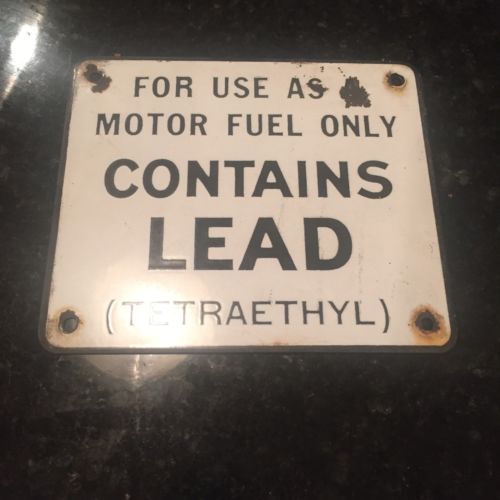 FOR USE AS A
MOTOR FUEL ONLY
CONTAINS
LEAD
(TETRAETHYL)